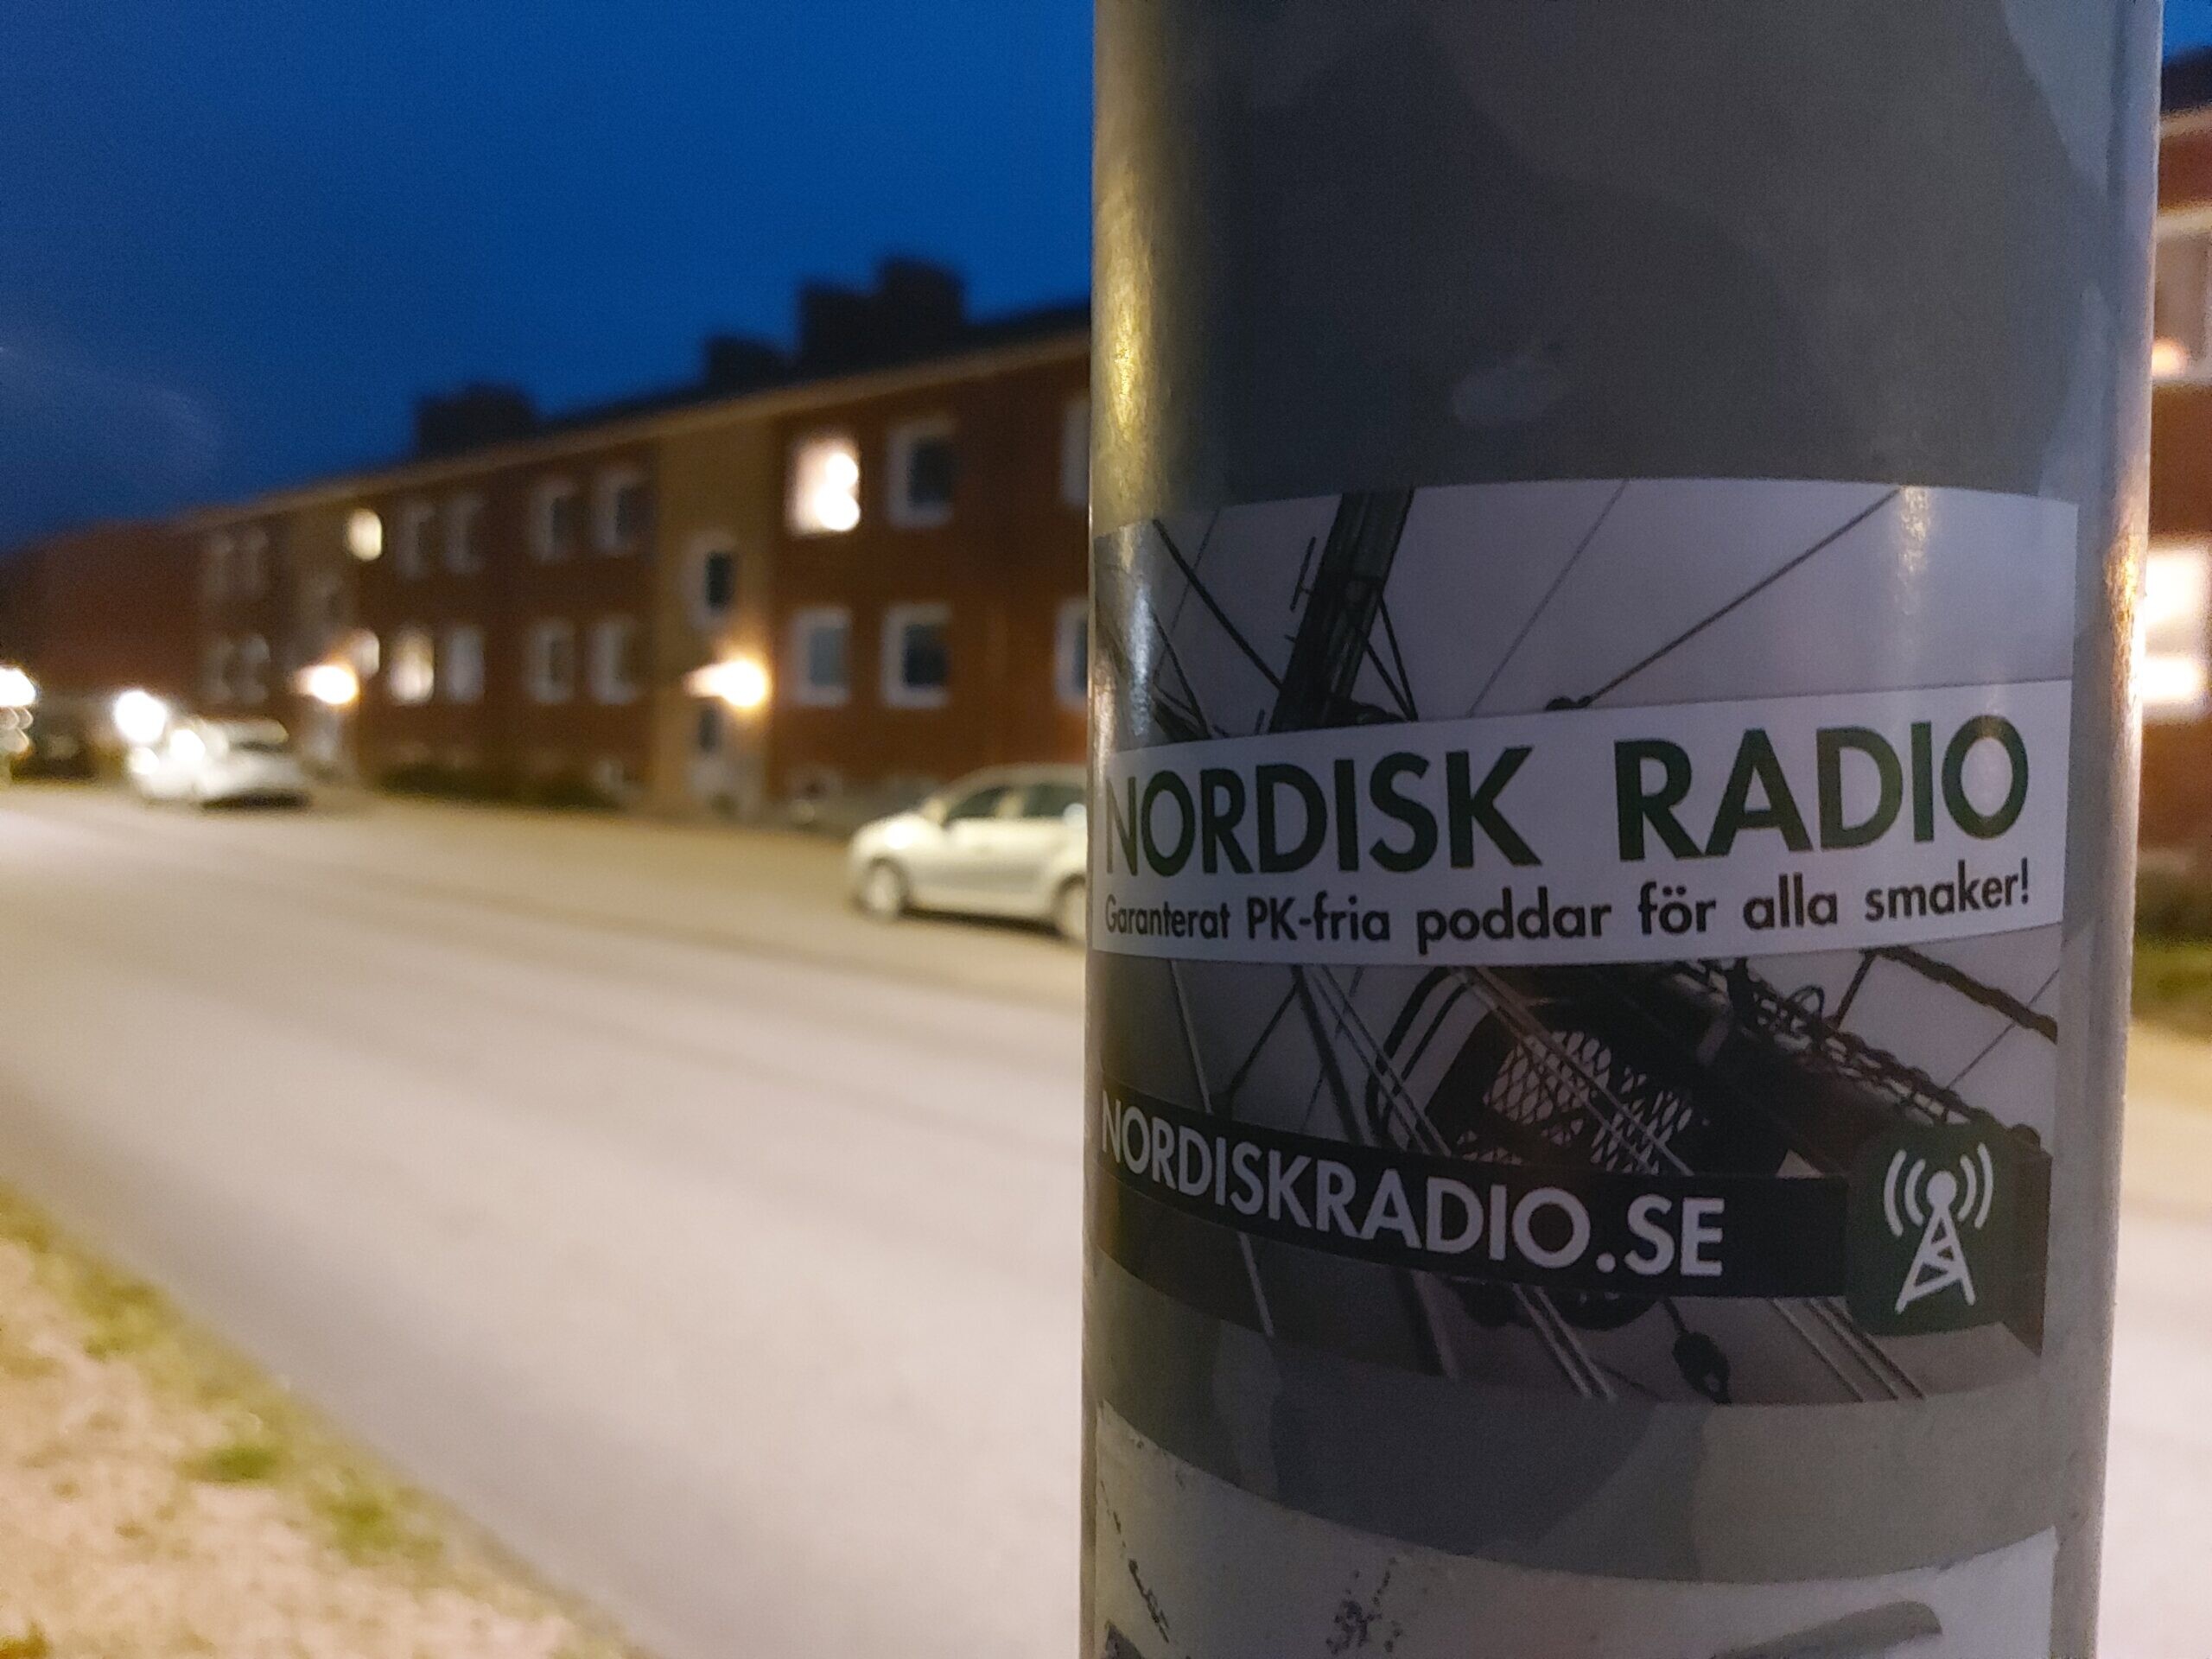 NORDISK RADIO
Garanterat PK-fria poddar för alla smaker!
NORDISKRADIO.SE